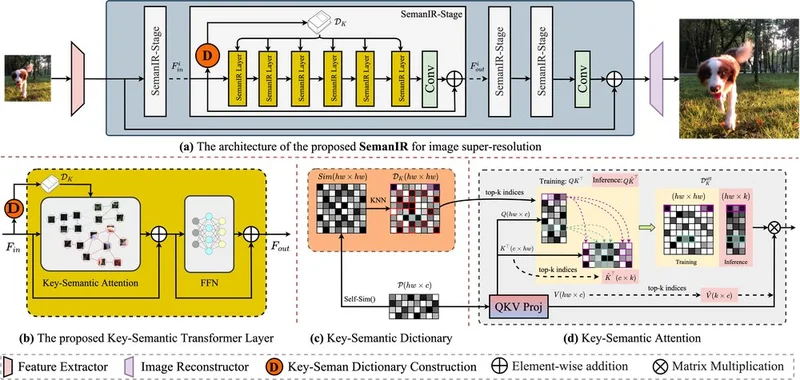 SemanIR-Stage
SemanIR-Stage
F^i_in
D
D_K
SemanIR Layer
SemanIR Layer
SemanIR Layer
SemanIR Layer
SemanIR Layer
SemanIR Layer
Conv
F^i_out
SemanIR-Stage
SemanIR-Stage
Conv
(a) The architecture of the proposed SemanIR for image super-resolution
D_K
D
F_in
Key-Semantic Attention
FFN
F_out
(b) The proposed Key-Semantic Transformer Layer
Sim(hw × hw)
D_K(hw × hw)
KNN
Self-Sim()
P(hw × c)
(c) Key-Semantic Dictionary
Training: QK^⊤
Inference: QK̂^⊤
top-k indices
Q(hw × c)
K^⊤(c × hw)
top-k indices
K̂^⊤(c × k)
QKV Proj
V(hw × c)
top-k indices
V̂(k × c)
D_K^att
(hw × hw)
(hw × k)
Training
Inference
(d) Key-Semantic Attention
Feature Extractor
Image Reconstructor
D
Key-Seman Dictionary Construction
Element-wise addition
Matrix Multiplication